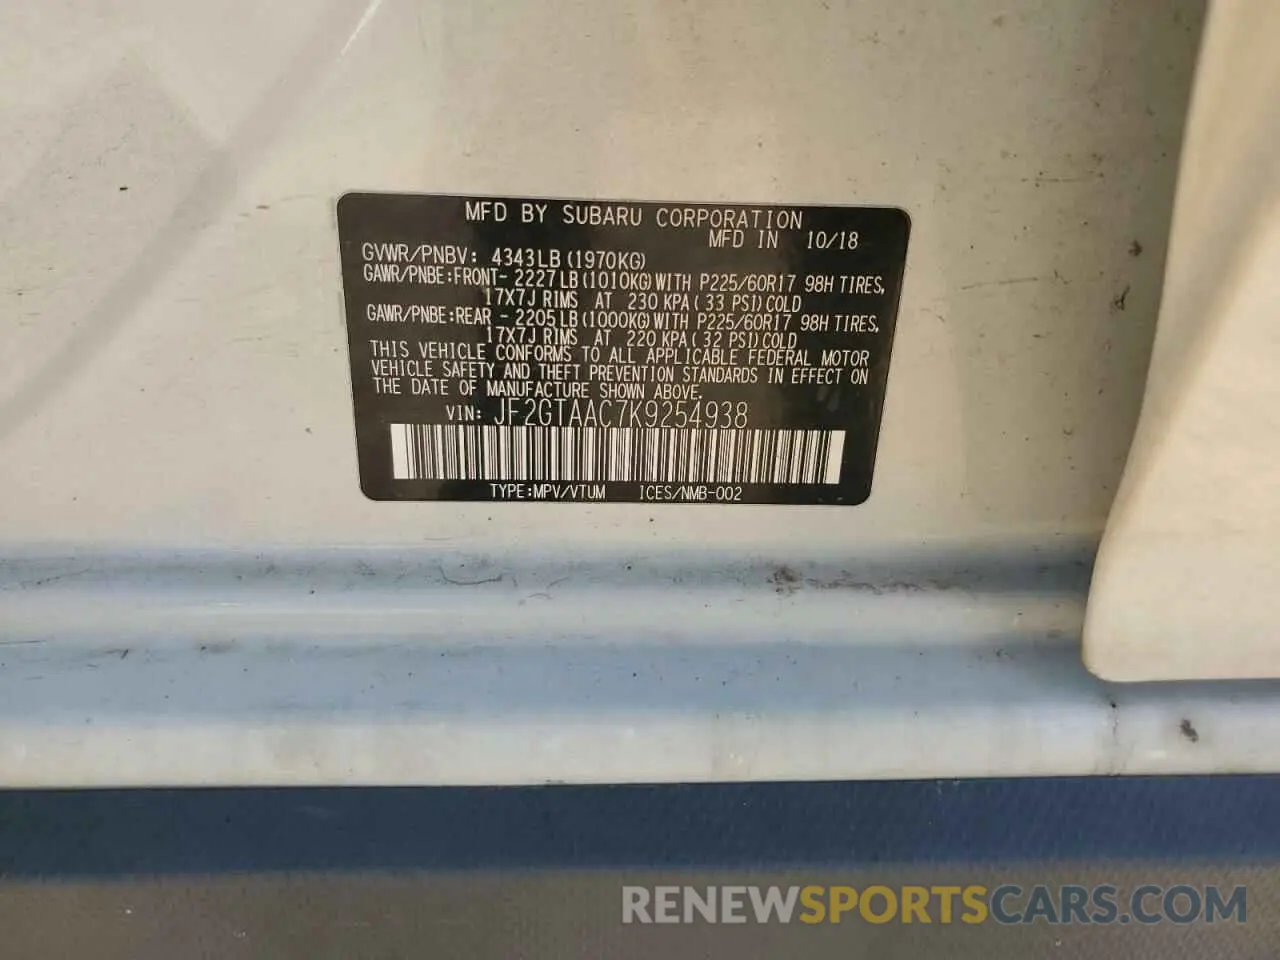 MFD BY SUBARU CORPORATION
MFD IN 10/18
GVWR/PNBV: 4343LB(1970KG)
GAWR/PNBE:FRONT- 2227LB(1010KG)WITH P225/60R17 98H TIRES,
17X7J RIMS AT 230 KPA(33 PSI)COLD
GAWR/PNBE:REAR - 2205LB(1000KG)WITH P225/60R17 98H TIRES,
17X7J RIMS AT 220 KPA(32 PSI)COLD
THIS VEHICLE CONFORMS TO ALL APPLICABLE FEDERAL MOTOR
VEHICLE SAFETY AND THEFT PREVENTION STANDARDS IN EFFECT ON
THE DATE OF MANUFACTURE SHOWN ABOVE.
VIN: JF2GTAAC7K9254938
TYPE:MPV/VTUM ICES/NMB-002
RENEWSPORTSCARS.COM